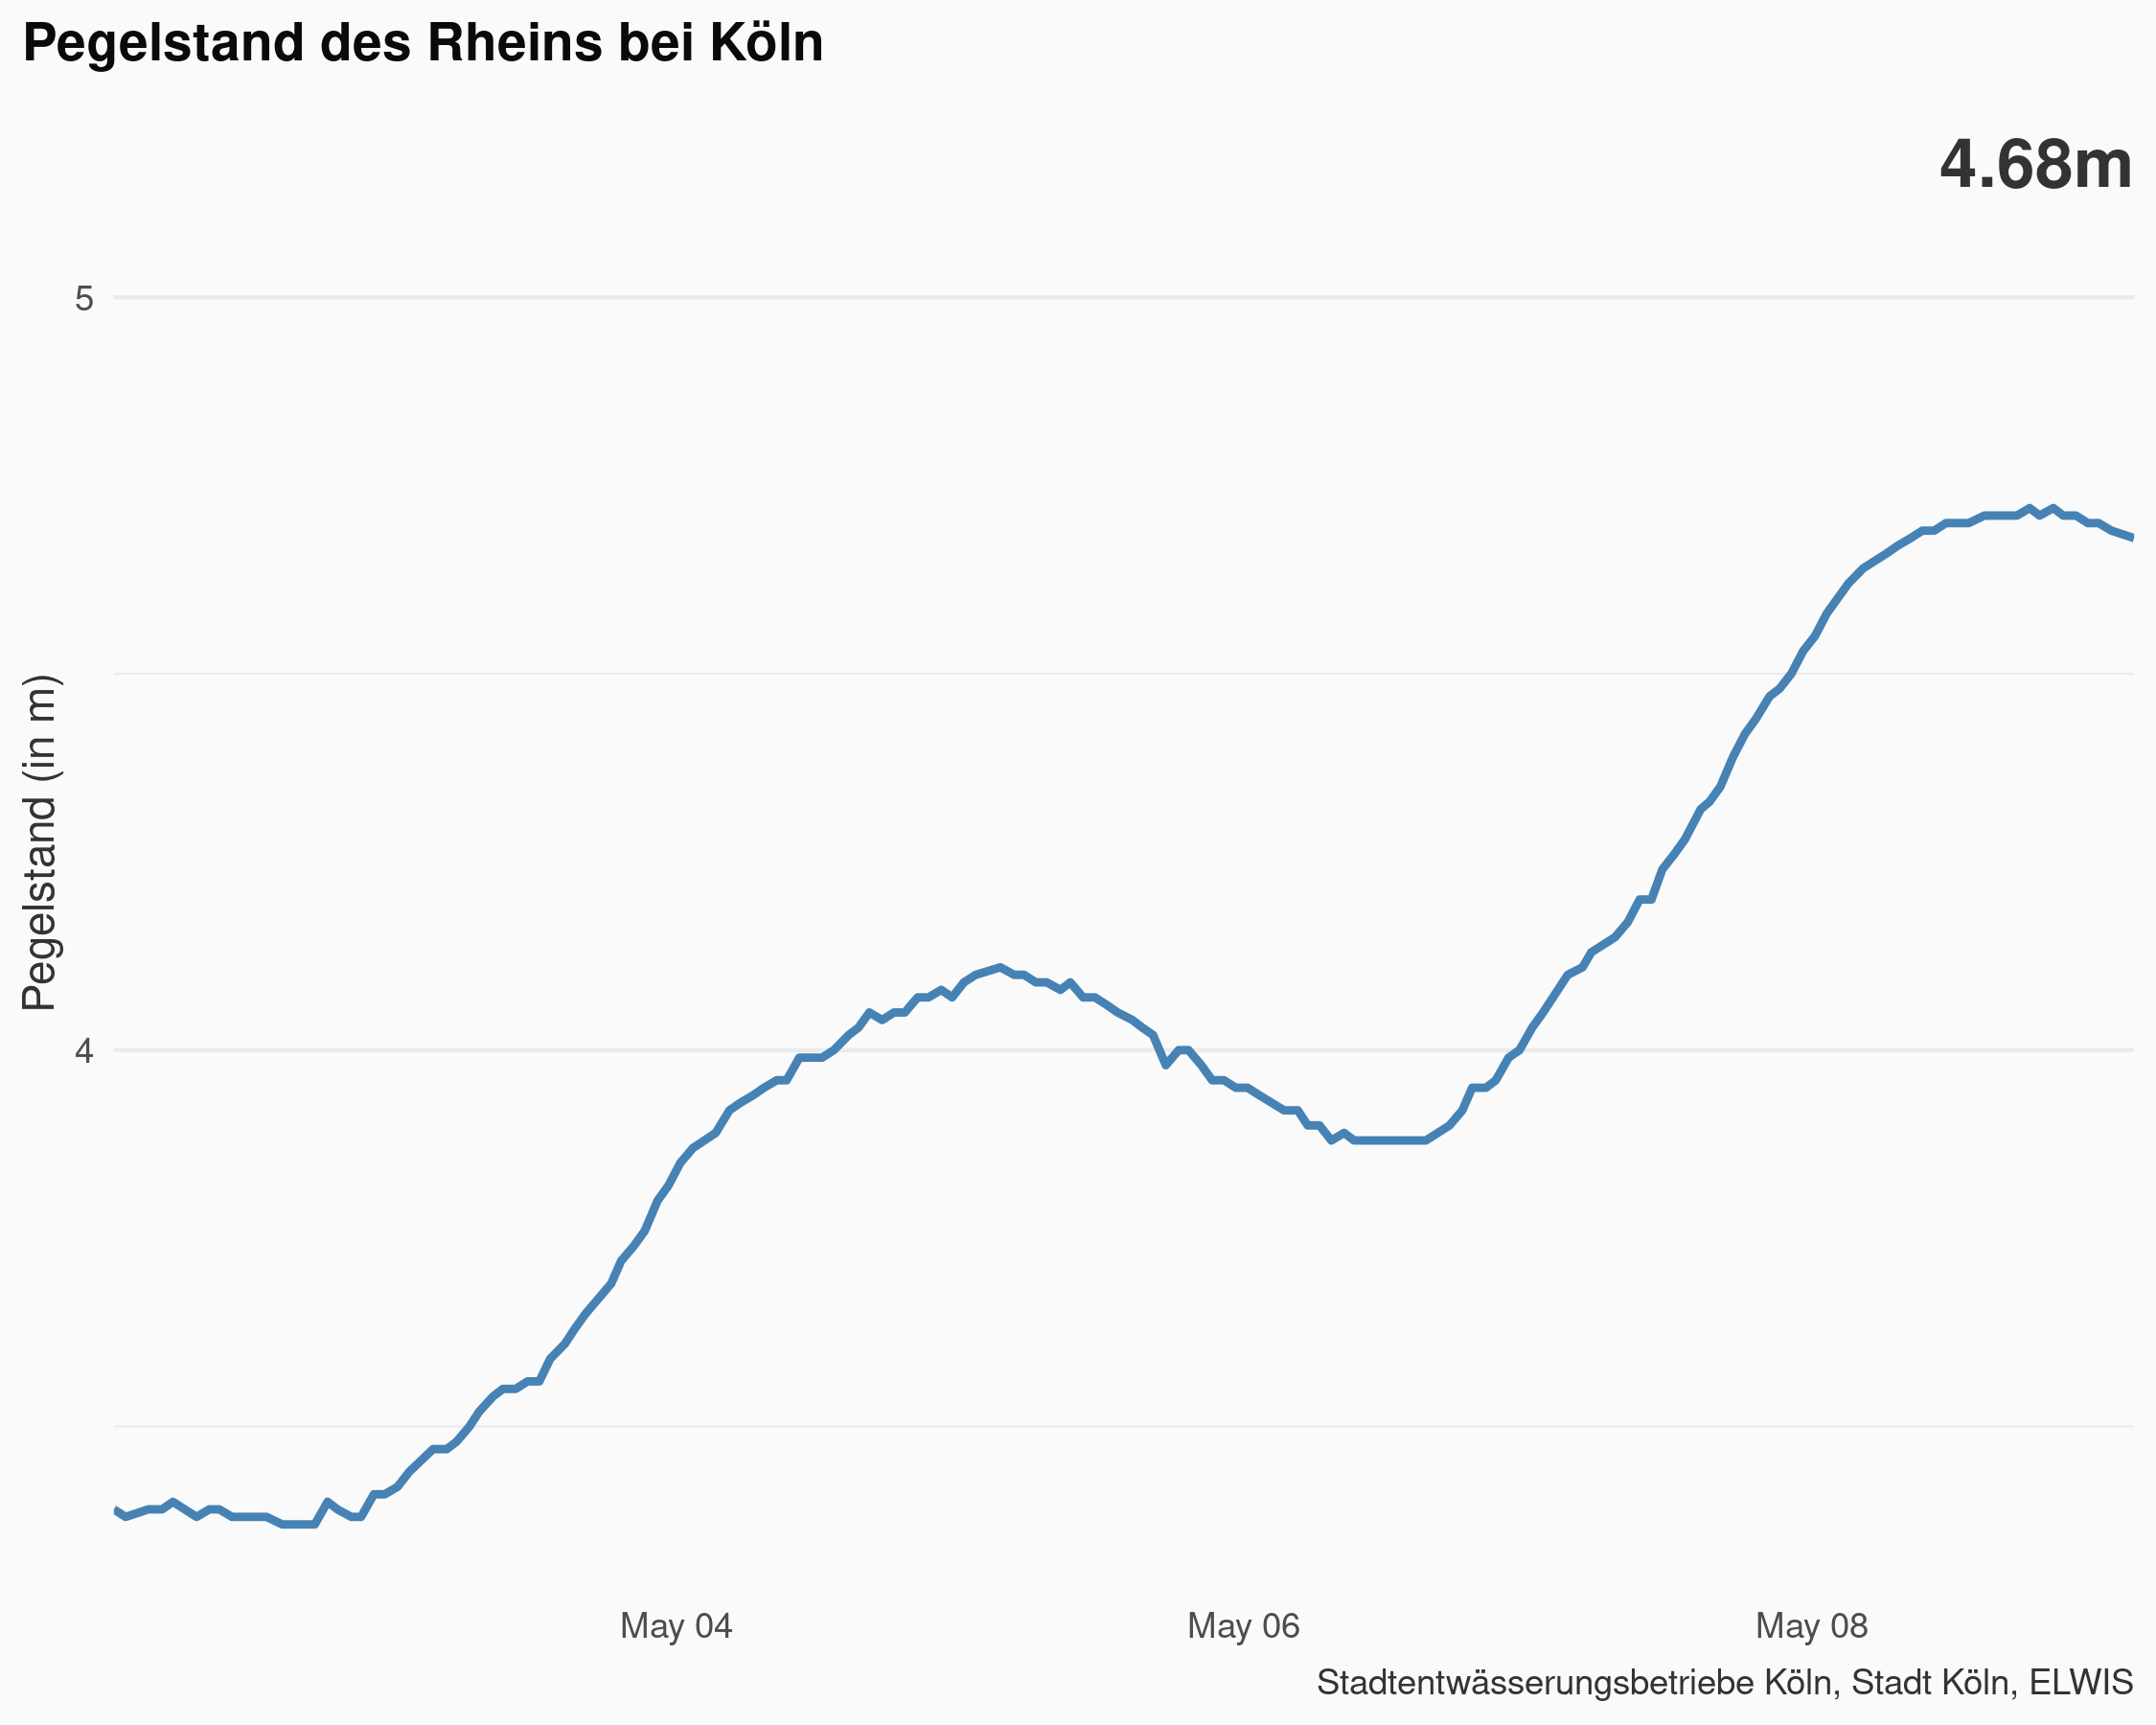 Pegelstand des Rheins bei Köln
4.68m
5
Pegelstand (in m)
4
May 04
May 06
May 08
Stadtentwässerungsbetriebe Köln, Stadt Köln, ELWIS